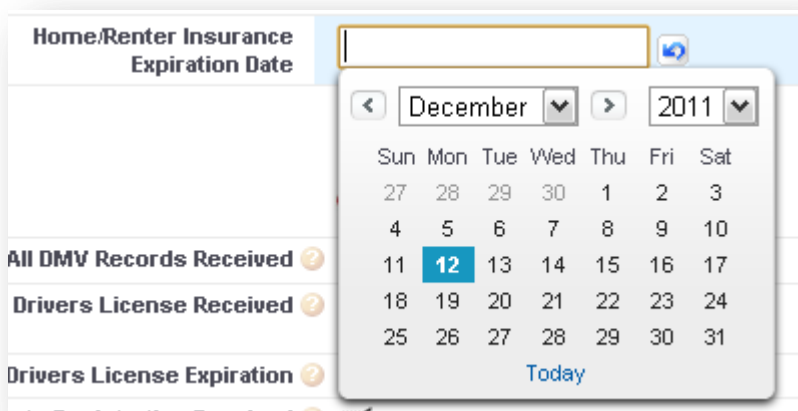 Home/Renter Insurance
Expiration Date
December 2011
Sun Mon Tue Wed Thu Fri Sat
27 28 29 30 1 2 3
4 5 6 7 8 9 10
11 12 13 14 15 16 17
18 19 20 21 22 23 24
25 26 27 28 29 30 31
Today
All DMV Records Received
Drivers License Received
Drivers License Expiration